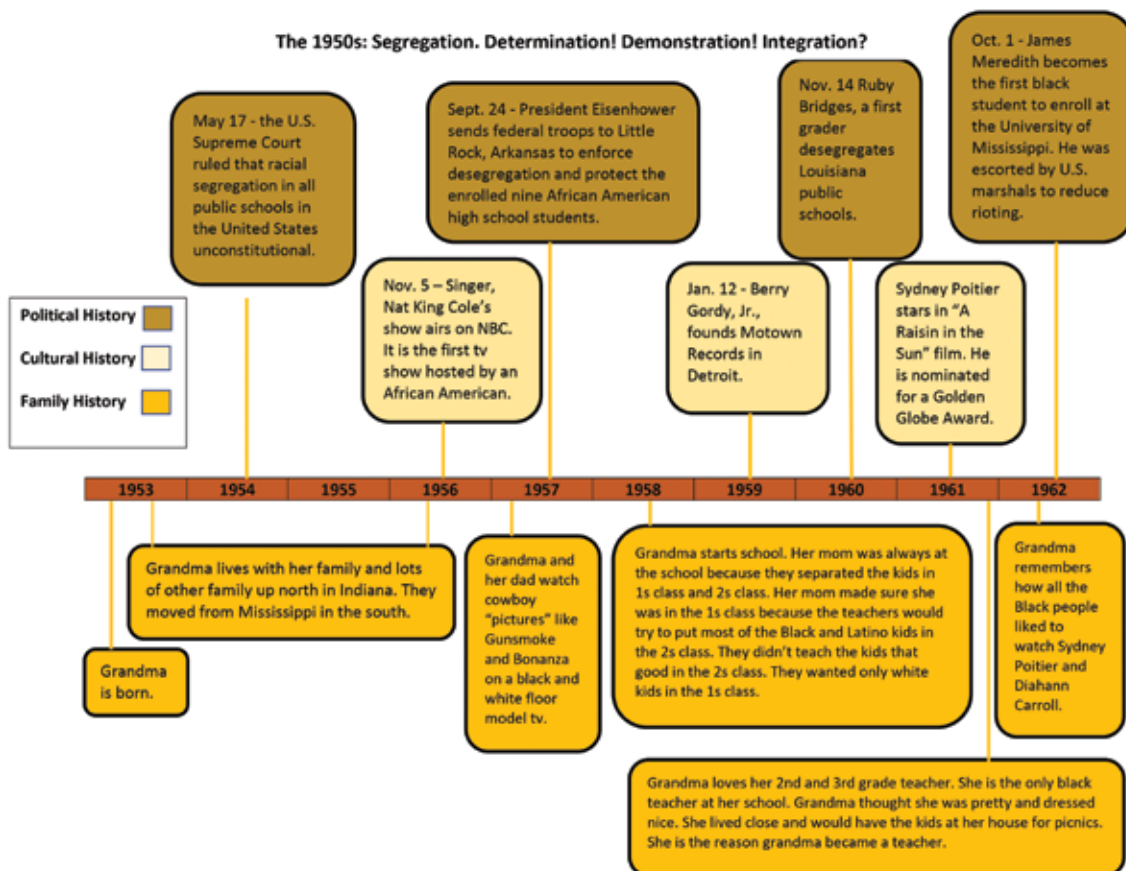 The 1950s: Segregation. Determination! Demonstration! Integration?
May 17 - the U.S.
Supreme Court
ruled that racial
segregation in all
public schools in
the United States
unconstitutional.
Sept. 24 - President Eisenhower
sends federal troops to Little
Rock, Arkansas to enforce
desegregation and protect the
enrolled nine African American
high school students.
Nov. 14 Ruby
Bridges, a first
grader
desegregates
Louisiana
public
schools.
Oct. 1 - James
Meredith becomes
the first black
student to enroll at
the University of
Mississippi. He was
escorted by U.S.
marshals to reduce
rioting.
Political History
Cultural History
Family History
Nov. 5 – Singer,
Nat King Cole's
show airs on NBC.
It is the first tv
show hosted by an
African American.
Jan. 12 - Berry
Gordy, Jr.,
founds Motown
Records in
Detroit.
Sydney Poitier
stars in "A
Raisin in the
Sun" film. He
is nominated
for a Golden
Globe Award.
1953 1954 1955 1956 1957 1958 1959 1960 1961 1962
Grandma
is born.
Grandma lives with her family and lots
of other family up north in Indiana. They
moved from Mississippi in the south.
Grandma and
her dad watch
cowboy
"pictures" like
Gunsmoke
and Bonanza
on a black and
white floor
model tv.
Grandma starts school. Her mom was always at
the school because they separated the kids in
1s class and 2s class. Her mom made sure she
was in the 1s class because the teachers would
try to put most of the Black and Latino kids in
the 2s class. They didn't teach the kids that
good in the 2s class. They wanted only white
kids in the 1s class.
Grandma
remembers
how all the
Black people
liked to
watch Sydney
Poitier and
Diahann
Carroll.
Grandma loves her 2nd and 3rd grade teacher. She is the only black
teacher at her school. Grandma thought she was pretty and dressed
nice. She lived close and would have the kids at her house for picnics.
She is the reason grandma became a teacher.